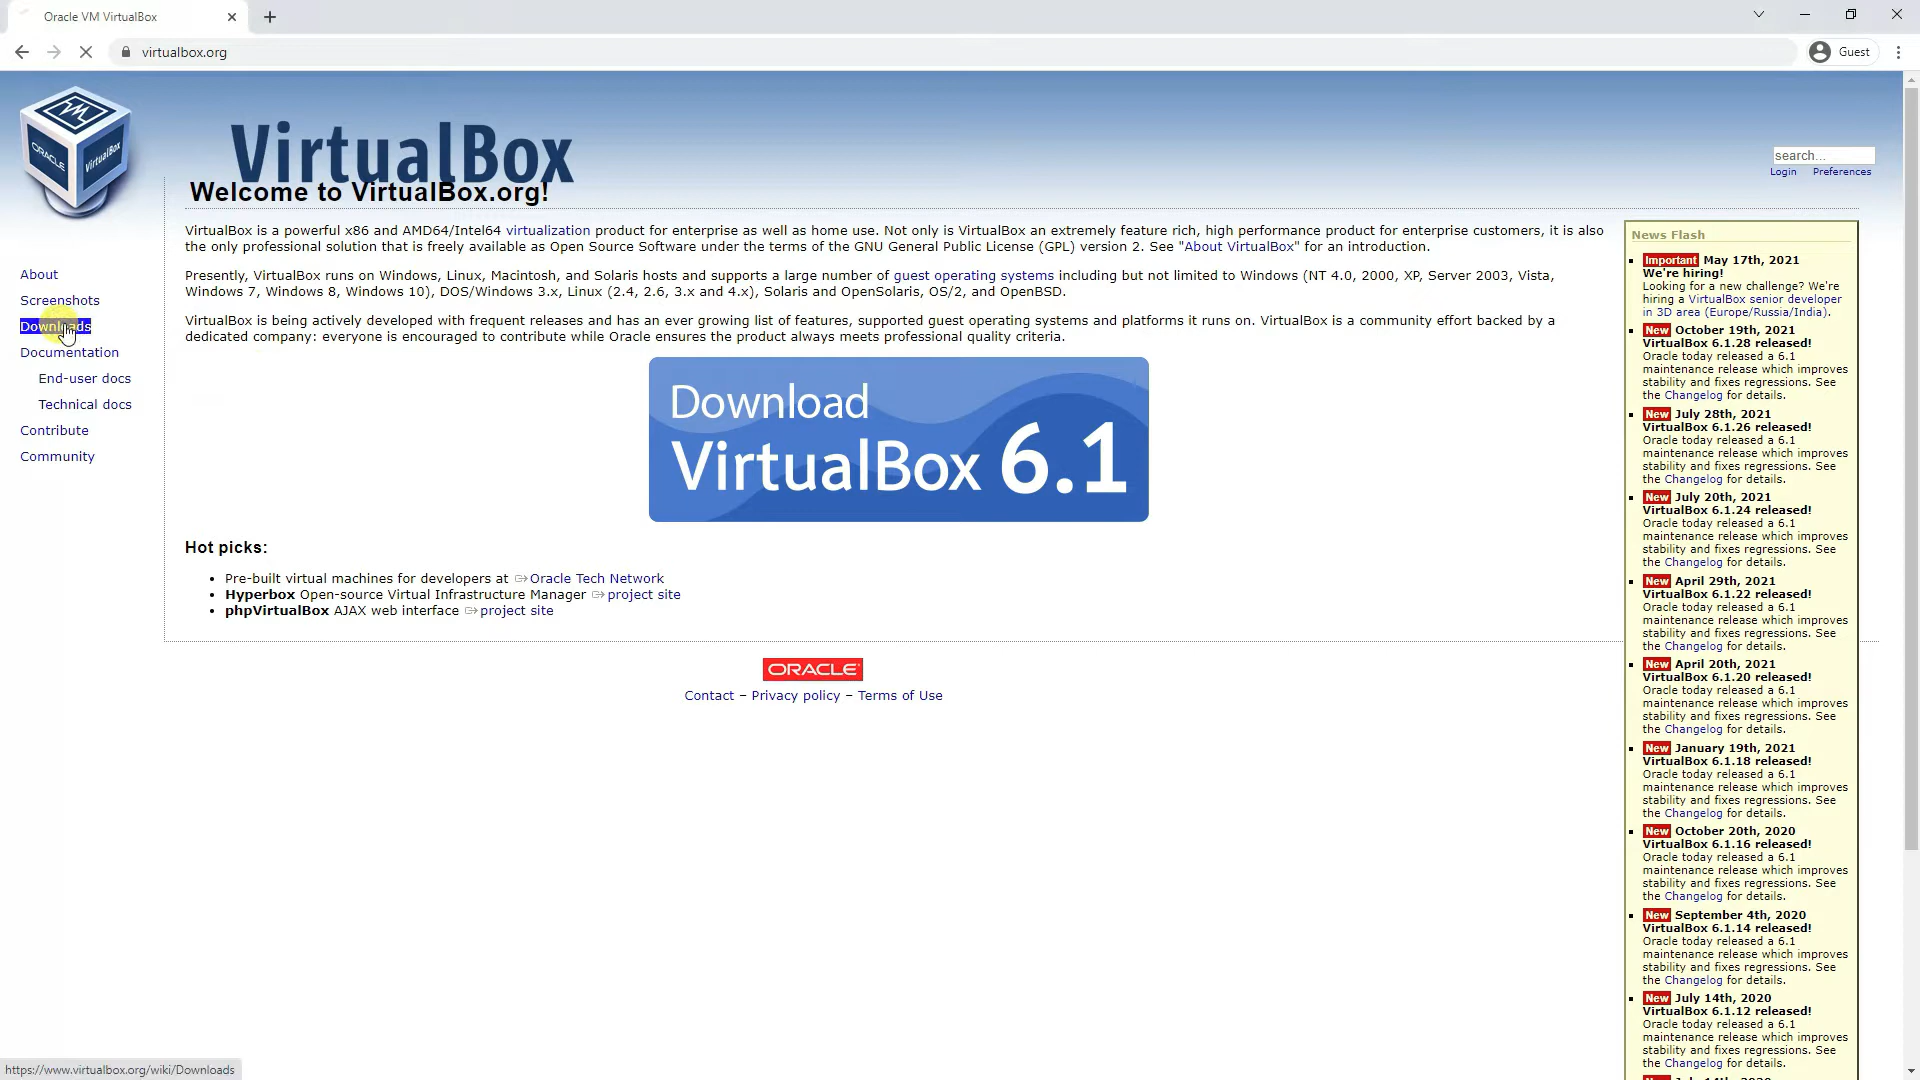 Oracle VM VirtualBox
virtualbox.org
Guest
ORACLE
VirtualBox
VirtualBox
search...
Login Preferences
Welcome to VirtualBox.org!
VirtualBox is a powerful x86 and AMD64/Intel64 virtualization product for enterprise as well as home use. Not only is VirtualBox an extremely feature rich, high performance product for enterprise customers, it is also
the only professional solution that is freely available as Open Source Software under the terms of the GNU General Public License (GPL) version 2. See "About VirtualBox" for an introduction.
Presently, VirtualBox runs on Windows, Linux, Macintosh, and Solaris hosts and supports a large number of guest operating systems including but not limited to Windows (NT 4.0, 2000, XP, Server 2003, Vista,
Windows 7, Windows 8, Windows 10), DOS/Windows 3.x, Linux (2.4, 2.6, 3.x and 4.x), Solaris and OpenSolaris, OS/2, and OpenBSD.
VirtualBox is being actively developed with frequent releases and has an ever growing list of features, supported guest operating systems and platforms it runs on. VirtualBox is a community effort backed by a
dedicated company: everyone is encouraged to contribute while Oracle ensures the product always meets professional quality criteria.
About
Screenshots
Downloads
Documentation
End-user docs
Technical docs
Contribute
Community
Download
VirtualBox 6.1
Hot picks:
Pre-built virtual machines for developers at Oracle Tech Network
Hyperbox Open-source Virtual Infrastructure Manager project site
phpVirtualBox AJAX web interface project site
ORACLE
Contact – Privacy policy – Terms of Use
News Flash
Important May 17th, 2021
We're hiring!
Looking for a new challenge? We're
hiring a VirtualBox senior developer
in 3D area (Europe/Russia/India).
New October 19th, 2021
VirtualBox 6.1.28 released!
Oracle today released a 6.1
maintenance release which improves
stability and fixes regressions. See
the Changelog for details.
New July 28th, 2021
VirtualBox 6.1.26 released!
Oracle today released a 6.1
maintenance release which improves
stability and fixes regressions. See
the Changelog for details.
New July 20th, 2021
VirtualBox 6.1.24 released!
Oracle today released a 6.1
maintenance release which improves
stability and fixes regressions. See
the Changelog for details.
New April 29th, 2021
VirtualBox 6.1.22 released!
Oracle today released a 6.1
maintenance release which improves
stability and fixes regressions. See
the Changelog for details.
New April 20th, 2021
VirtualBox 6.1.20 released!
Oracle today released a 6.1
maintenance release which improves
stability and fixes regressions. See
the Changelog for details.
New January 19th, 2021
VirtualBox 6.1.18 released!
Oracle today released a 6.1
maintenance release which improves
stability and fixes regressions. See
the Changelog for details.
New October 20th, 2020
VirtualBox 6.1.16 released!
Oracle today released a 6.1
maintenance release which improves
stability and fixes regressions. See
the Changelog for details.
New September 4th, 2020
VirtualBox 6.1.14 released!
Oracle today released a 6.1
maintenance release which improves
stability and fixes regressions. See
the Changelog for details.
New July 14th, 2020
VirtualBox 6.1.12 released!
Oracle today released a 6.1
maintenance release which improves
stability and fixes regressions. See
the Changelog for details.
https://www.virtualbox.org/wiki/Downloads